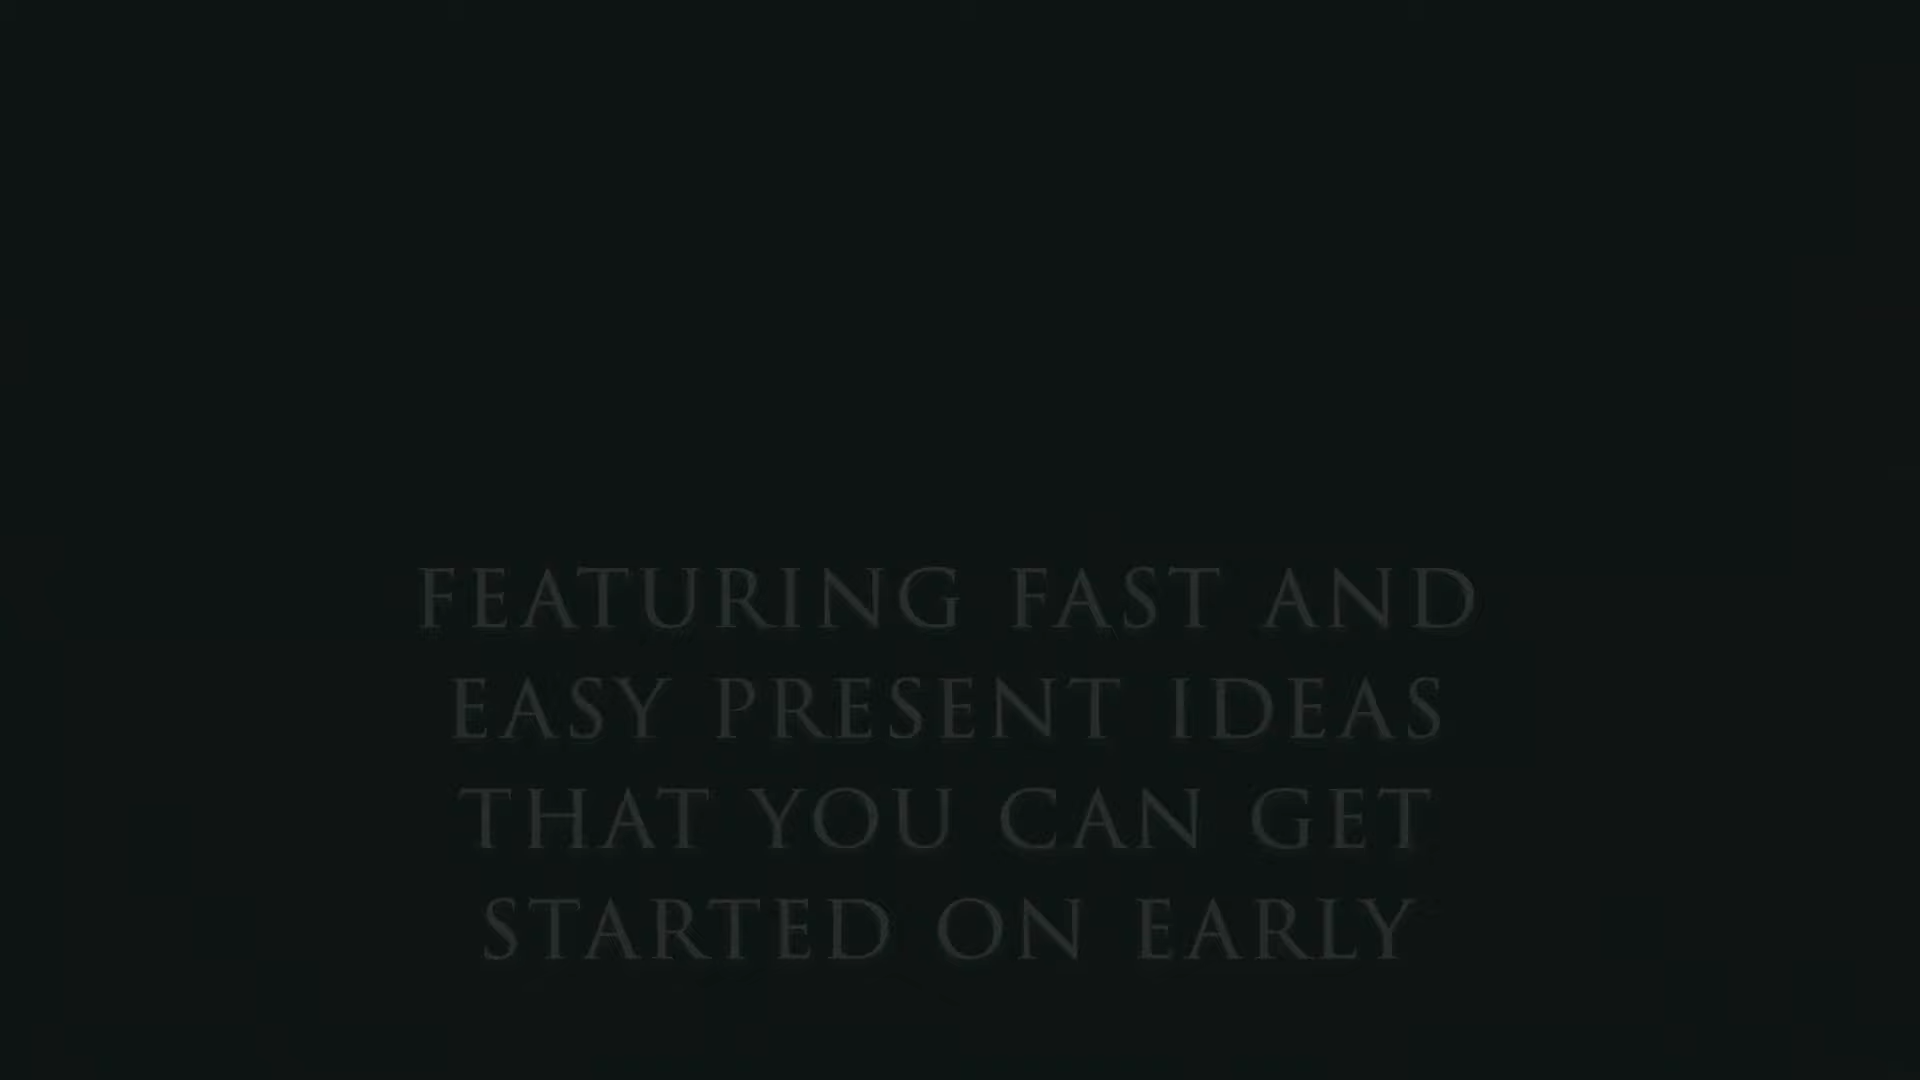 FEATURING FAST AND
EASY PRESENT IDEAS
THAT YOU CAN GET
STARTED ON EARLY